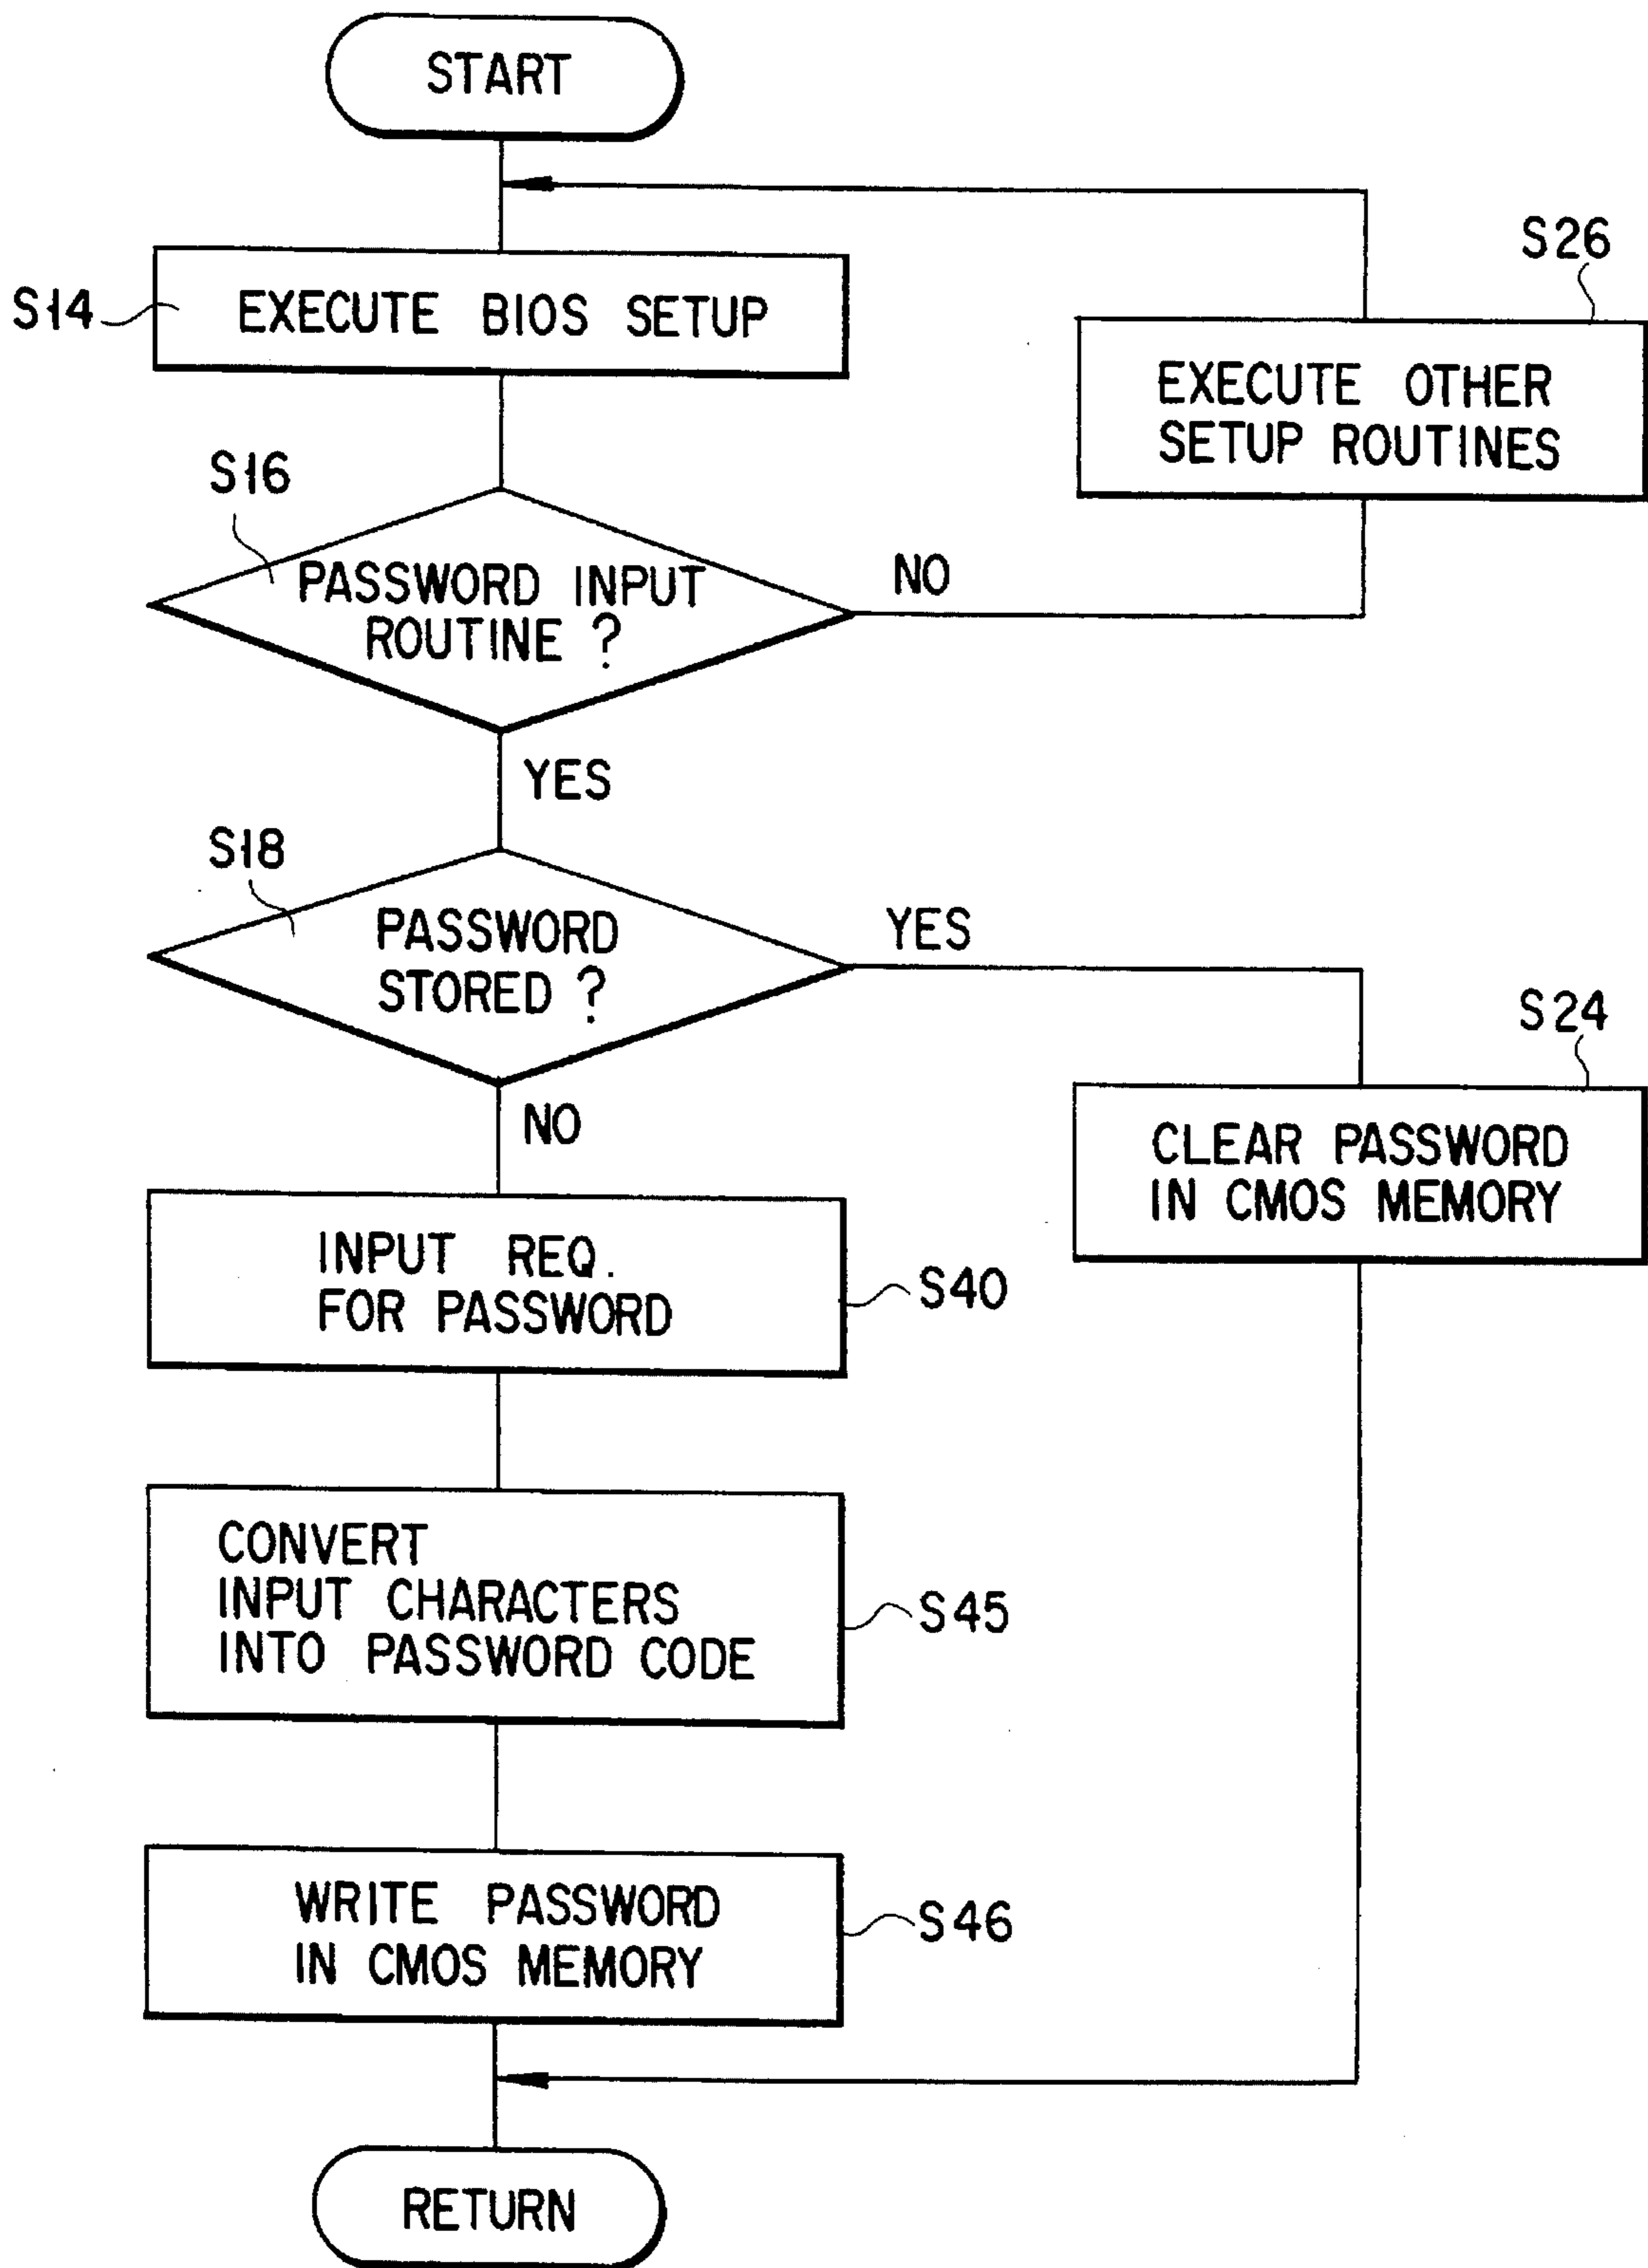 START
S14
EXECUTE BIOS SETUP
S26
EXECUTE OTHER
SETUP ROUTINES
S16
PASSWORD INPUT
ROUTINE ?
NO
YES
S18
PASSWORD
STORED ?
YES
NO
S24
CLEAR PASSWORD
IN CMOS MEMORY
INPUT REQ.
FOR PASSWORD
S40
CONVERT
INPUT CHARACTERS
INTO PASSWORD CODE
S45
WRITE PASSWORD
IN CMOS MEMORY
S46
RETURN